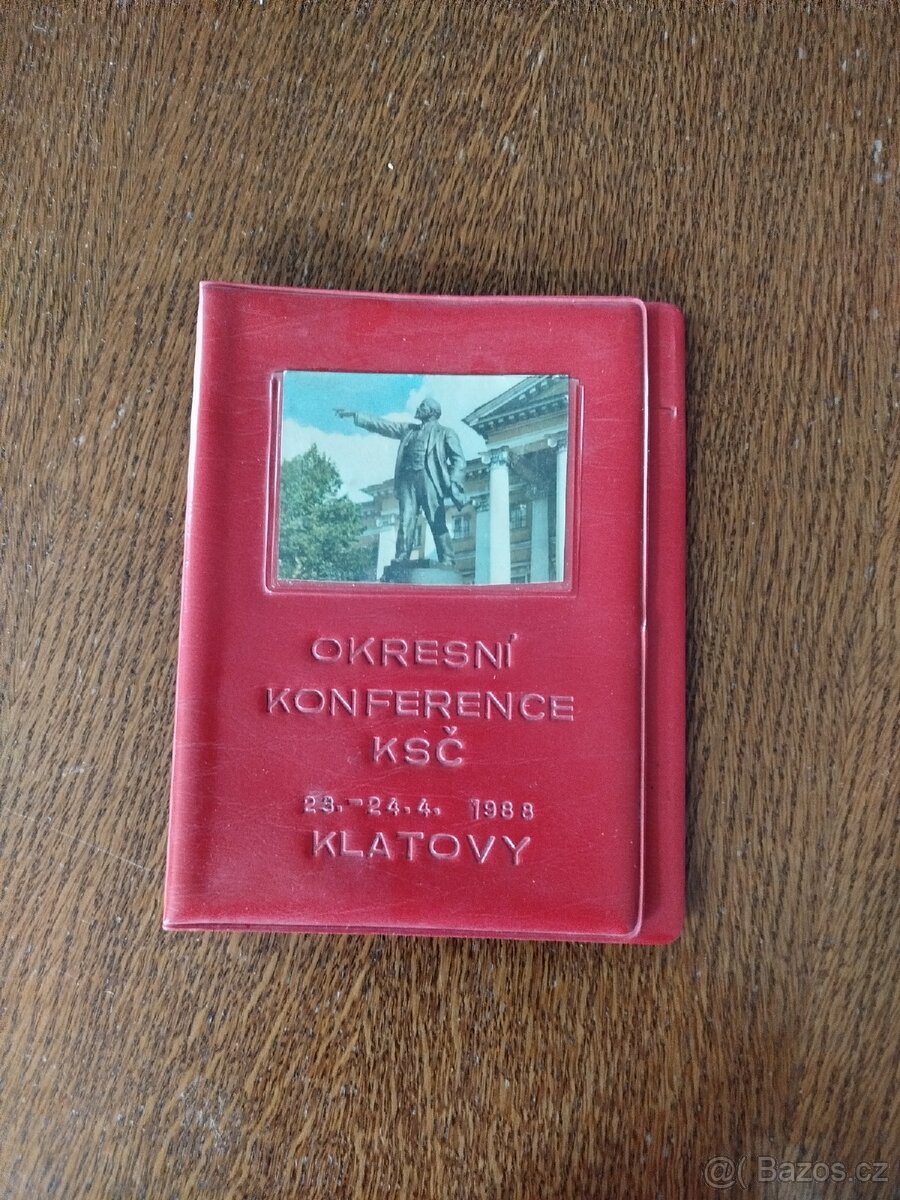 OKRESNÍ
KONFERENCE
KSČ
23.-24.4. 1988
KLATOVY
@( Bazos.cz